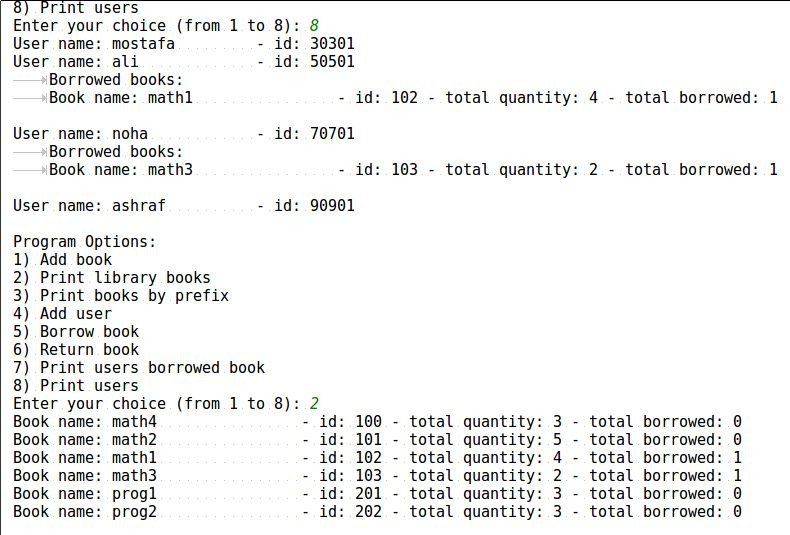 8) Print users
Enter your choice (from 1 to 8): 8
User name: mostafa - id: 30301
User name: ali - id: 50501
Borrowed books:
Book name: math1 - id: 102 - total quantity: 4 - total borrowed: 1
User name: noha - id: 70701
Borrowed books:
Book name: math3 - id: 103 - total quantity: 2 - total borrowed: 1
User name: ashraf - id: 90901
Program Options:
1) Add book
2) Print library books
3) Print books by prefix
4) Add user
5) Borrow book
6) Return book
7) Print users borrowed book
8) Print users
Enter your choice (from 1 to 8): 2
Book name: math4 - id: 100 - total quantity: 3 - total borrowed: 0
Book name: math2 - id: 101 - total quantity: 5 - total borrowed: 0
Book name: math1 - id: 102 - total quantity: 4 - total borrowed: 1
Book name: math3 - id: 103 - total quantity: 2 - total borrowed: 1
Book name: prog1 - id: 201 - total quantity: 3 - total borrowed: 0
Book name: prog2 - id: 202 - total quantity: 3 - total borrowed: 0